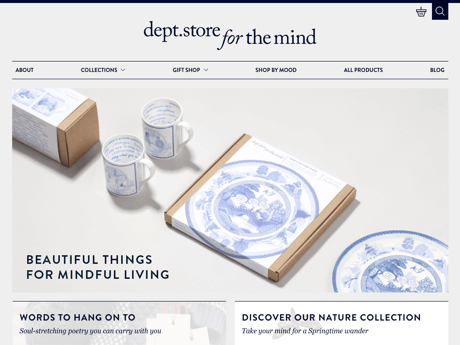 dept.store for the mind
ABOUT
COLLECTIONS
GIFT SHOP
SHOP BY MOOD
ALL PRODUCTS
BLOG
BEAUTIFUL THINGS
FOR MINDFUL LIVING
WORDS TO HANG ON TO
Soul-stretching poetry you can carry with you
DISCOVER OUR NATURE COLLECTION
Take your mind for a Springtime wander